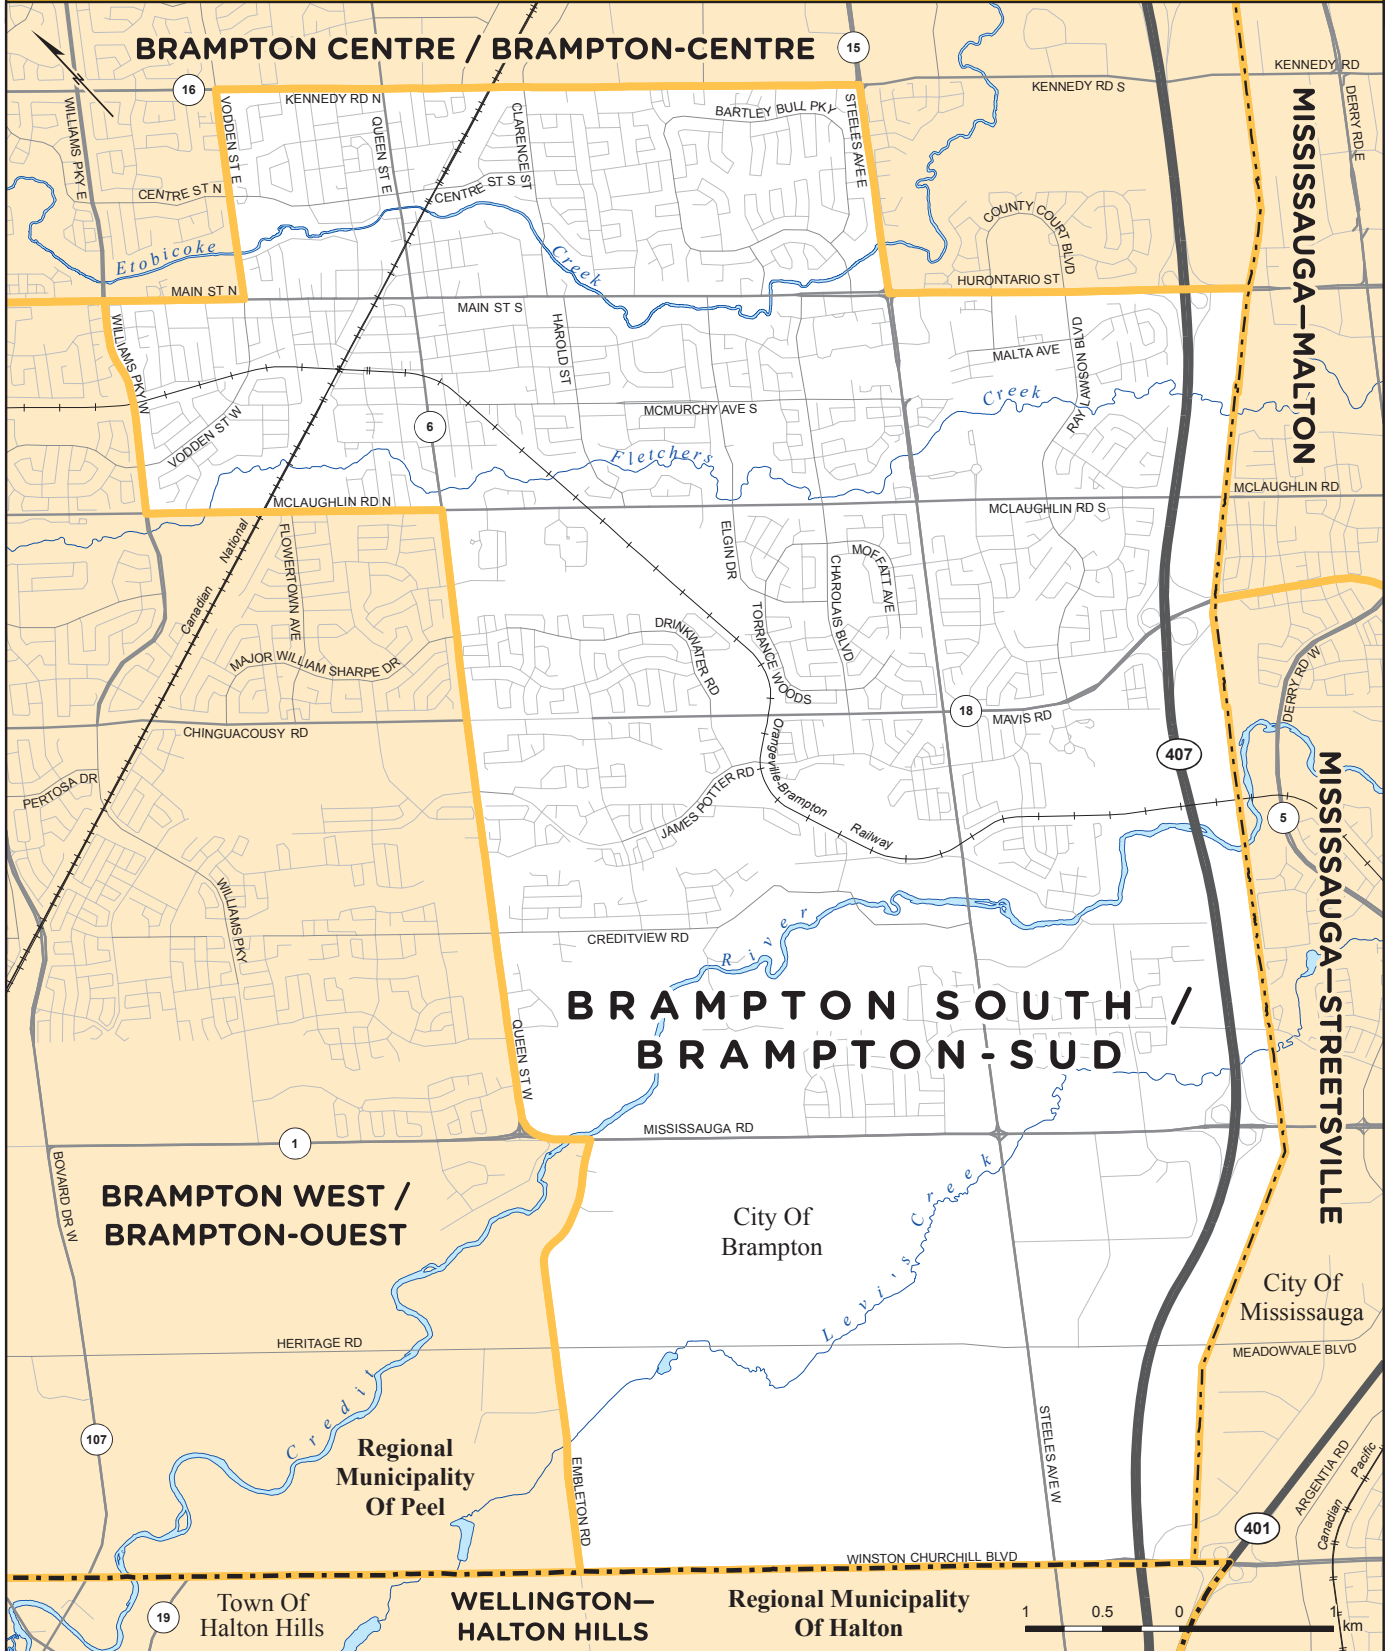 BRAMPTON CENTRE / BRAMPTON-CENTRE
15
KENNEDY RD
16
KENNEDY RD N
KENNEDY RD S
N
WILLIAMS PKY E
VODDEN ST E
QUEEN ST E
CLARENCE ST
BARTLEY BULL PKY
STEELES AVE E
DERRY RD E
MISSISSAUGA—MALTON
CENTRE ST N
CENTRE ST S
COUNTY COURT BLVD
Etobicoke
Creek
MAIN ST N
MAIN ST S
HURONTARIO ST
WILLIAMS PKY W
HAROLD ST
MALTA AVE
RAY LAWSON BLVD
Creek
VODDEN ST W
6
MCMURCHY AVE S
Fletchers
MCLAUGHLIN RD N
MCLAUGHLIN RD S
MCLAUGHLIN RD
Canadian
National
FLOWERTOWN AVE
ELGIN DR
CHAROLAIS BLVD
MOFFATT AVE
MAJOR WILLIAM SHARPE DR
DRINKWATER RD
TORRANCE WOODS
DERRY RD W
18
MAVIS RD
CHINGUACOUSY RD
407
PERTOSA DR
JAMES POTTER RD
Orangeville-Brampton
Railway
5
MISSISSAUGA—STREETSVILLE
WILLIAMS PKY
CREDITVIEW RD
River
BRAMPTON SOUTH /
BRAMPTON-SUD
QUEEN ST W
1
MISSISSAUGA RD
BOVAIRD DR W
BRAMPTON WEST /
BRAMPTON-OUEST
City Of
Brampton
Levi's Creek
City Of
Mississauga
HERITAGE RD
MEADOWVALE BLVD
Credit
107
Regional
Municipality
Of Peel
EMBLETON RD
STEELES AVE W
ARGENTIA RD
Canadian
Pacific
401
WINSTON CHURCHILL BLVD
19
Town Of
Halton Hills
WELLINGTON—
HALTON HILLS
Regional Municipality
Of Halton
1 0.5 0 1
km